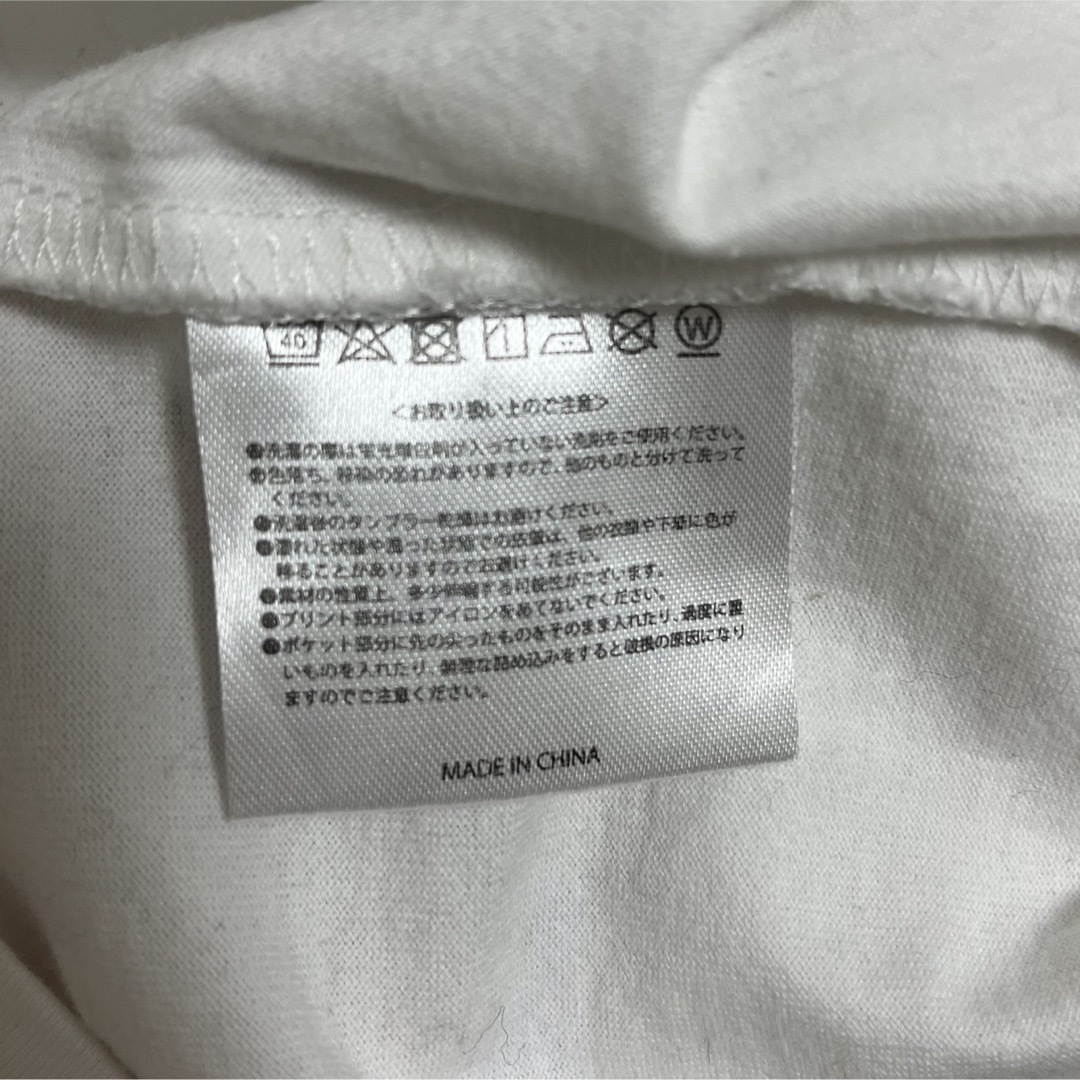 40 W
<お取り扱い上のご注意>
●洗濯の際は蛍光増白剤が入っていない洗剤をご使用ください。
●色落ち、移染の恐れがありますので、他のものと分けて洗って
ください。
●洗濯後のタンブラー乾燥はお避けください。
●濡れた状態や湿った状態での放置は、他の衣類や下着に色が
移ることがありますのでお避けください。
●素材の性質上、多少伸縮する可能性がございます。
●プリント部分にはアイロンをあてないでください。
●ポケット部分に先の尖ったものをそのまま入れたり、過度に重
いものを入れたり、無理な詰め込みをすると破損の原因になり
ますのでご注意ください。
MADE IN CHINA